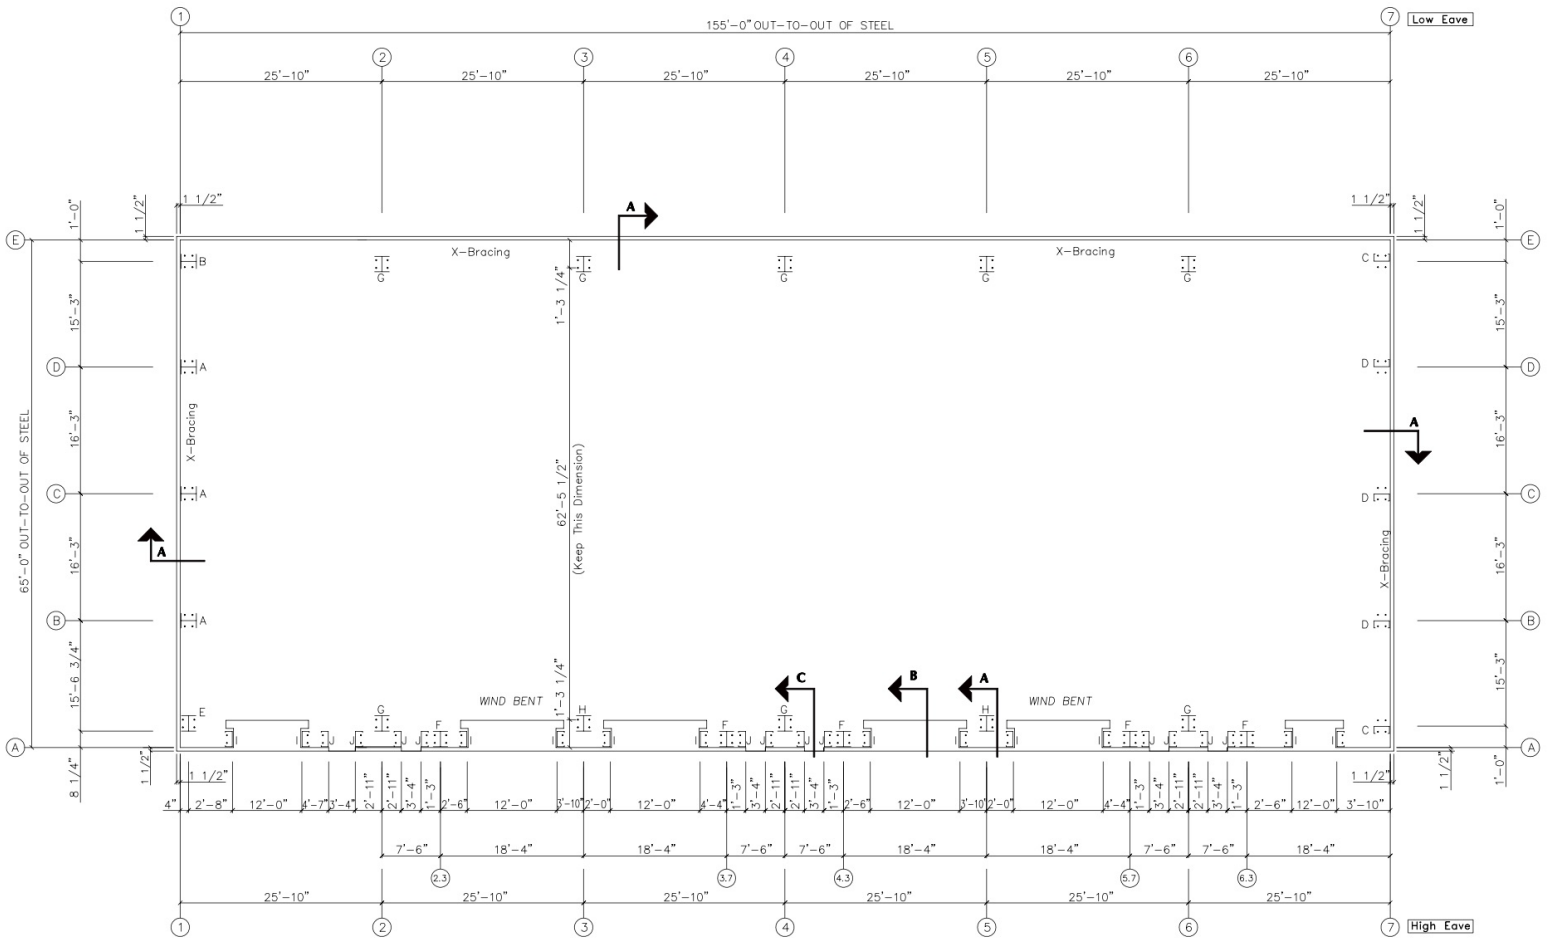 1
7
Low Eave
155'-0" OUT-TO-OUT OF STEEL
2
3
4
5
6
25'-10"
25'-10"
25'-10"
25'-10"
25'-10"
25'-10"
1 1/2"
1 1/2"
1'-0"
1 1/2"
A
1 1/2"
1'-0"
E
E
X-Bracing
X-Bracing
B
G
G
G
G
G
C
1'-3 1/4"
15'-3"
15'-3"
D
A
D
D
65'-0" OUT-TO-OUT OF STEEL
16'-3"
X-Bracing
A
16'-3"
62'-5 1/2"
(Keep This Dimension)
C
A
D
C
A
16'-3"
X-Bracing
16'-3"
B
A
D
B
15'-6 3/4"
1'-3 1/4"
C
B
A
15'-3"
WIND BENT
WIND BENT
E
G
H
G
H
G
F
F
F
F
F
C
A
I
I
J
J
J
J
I
I
I
I
J
J
J
J
I
I
I
I
J
J
J
J
I
I
A
8 1/4"
1 1/2"
1 1/2"
1 1/2"
1 1/2"
1'-0"
4"
2'-8"
12'-0"
4'-7"
3'-4"
2'-11"
2'-11"
3'-4"
1'-3"
2'-6"
12'-0"
3'-10"
2'-0"
12'-0"
4'-4"
1'-3"
3'-4"
2'-11"
2'-11"
3'-4"
1'-3"
2'-6"
12'-0"
3'-10"
2'-0"
12'-0"
4'-4"
1'-3"
3'-4"
2'-11"
2'-11"
3'-4"
1'-3"
2'-6"
12'-0"
3'-10"
7'-6"
18'-4"
18'-4"
7'-6"
7'-6"
18'-4"
18'-4"
7'-6"
7'-6"
18'-4"
2.3
3.7
4.3
5.7
6.3
25'-10"
25'-10"
25'-10"
25'-10"
25'-10"
25'-10"
1
2
3
4
5
6
7
High Eave